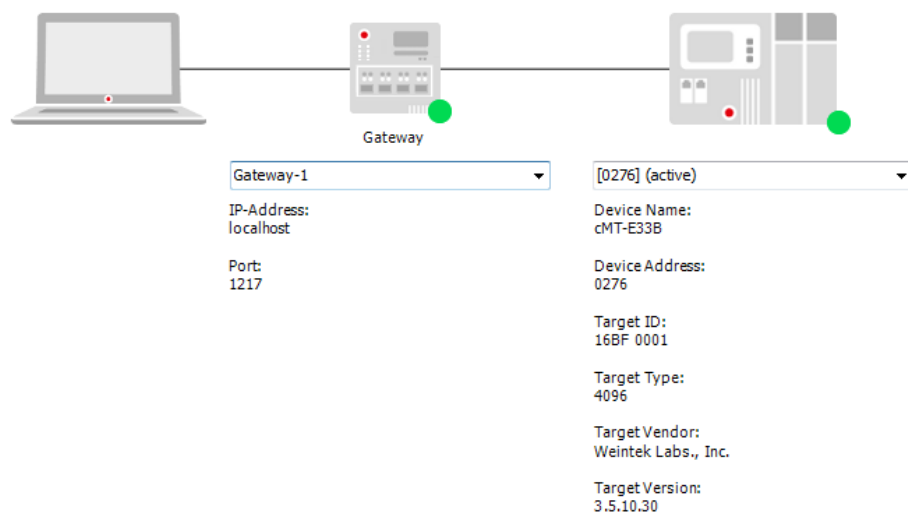 Gateway
Gateway-1
IP-Address:
localhost
Port:
1217
[0276] (active)
Device Name:
cMT-E33B
Device Address:
0276
Target ID:
16BF 0001
Target Type:
4096
Target Vendor:
Weintek Labs., Inc.
Target Version:
3.5.10.30